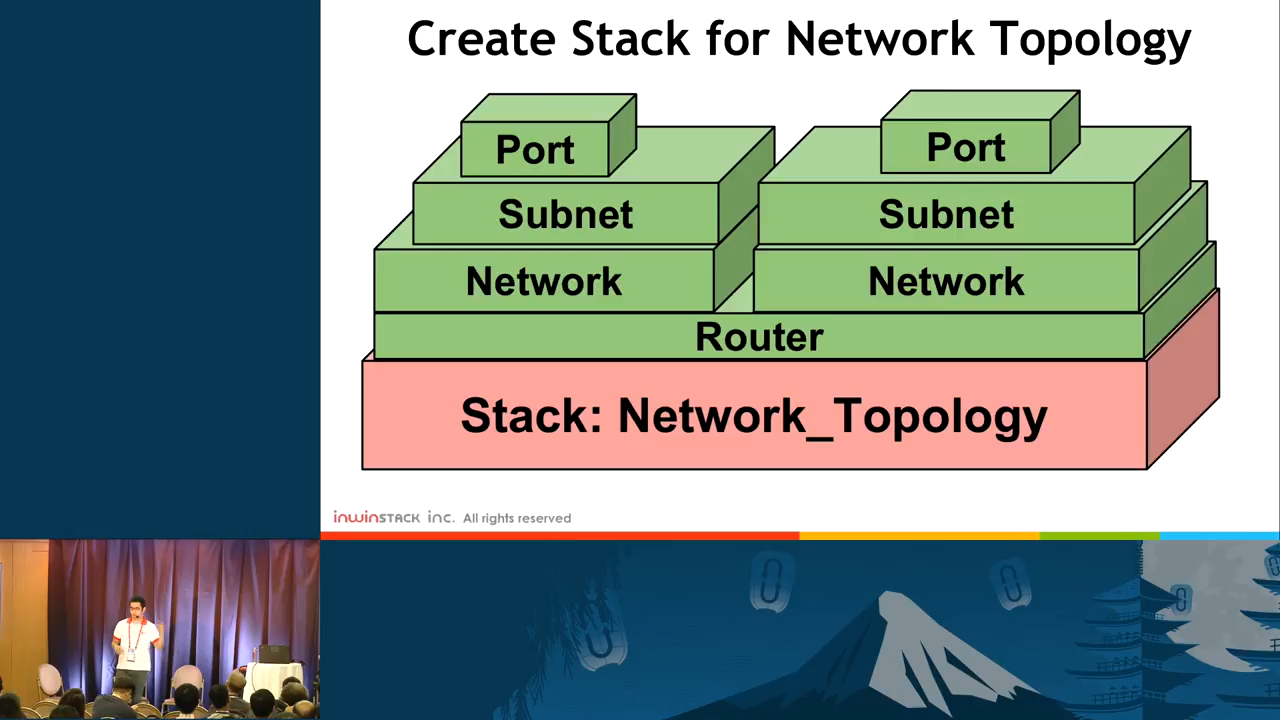 Create Stack for Network Topology
Port
Port
Subnet
Subnet
Network
Network
Router
Stack: Network_Topology
inwinSTACK inc. All rights reserved